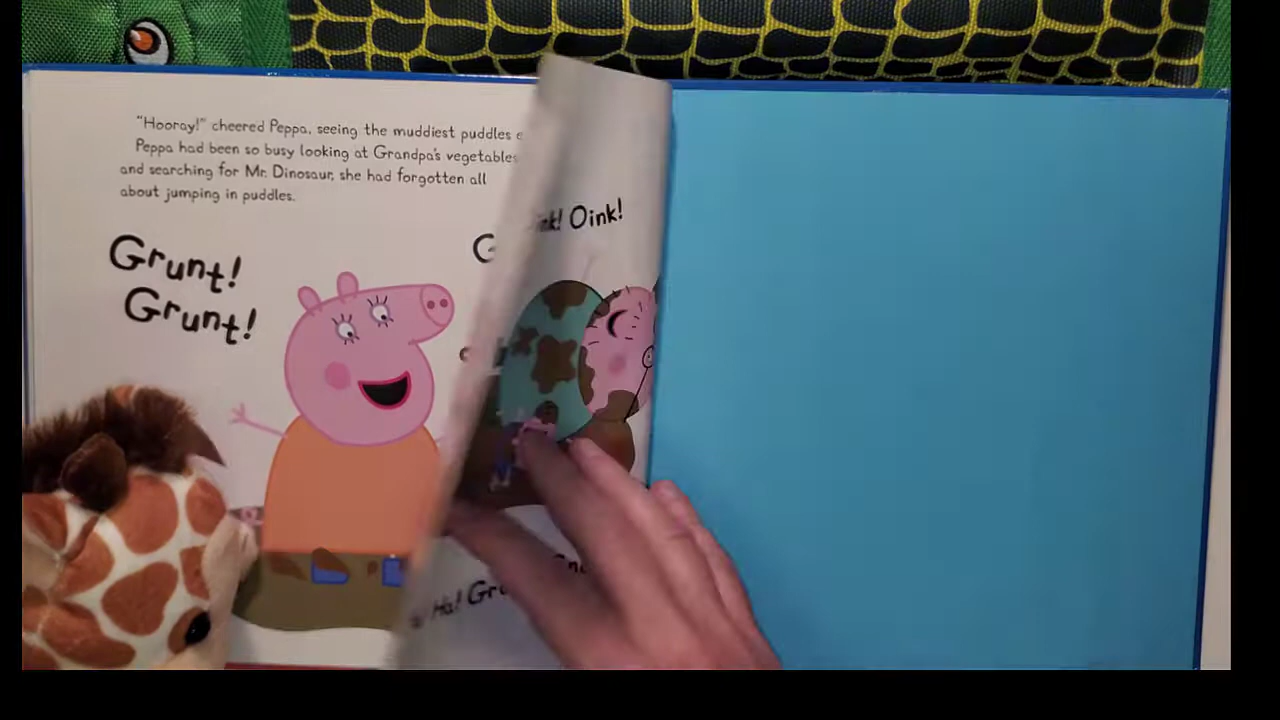 "Hooray!" cheered Peppa, seeing the muddiest puddles
Peppa had been so busy looking at Grandpa's vegetables
and searching for Mr. Dinosaur, she had forgotten all
about jumping in puddles.
Oink!
Grunt!
Grunt!
Ha!